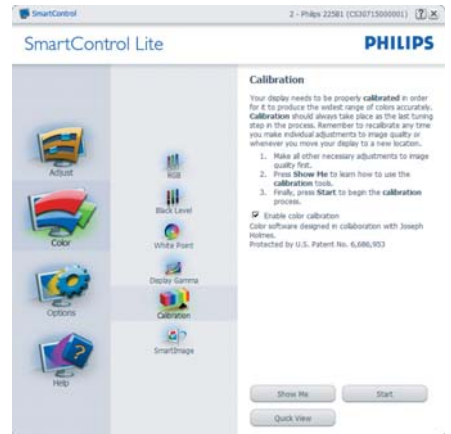 SmartControl
2 - Philips 225B1 (CS30715000001)
SmartControl Lite
PHILIPS
Adjust
Color
Options
Help
RGB
Black Level
White Point
Display Gamma
Calibration
SmartImage
Calibration
Your display needs to be properly calibrated in order
for it to produce the widest range of colors accurately.
Calibration should always take place as the last tuning
step in the process. Remember to recalibrate any time
you make individual adjustments to image quality or
whenever you move your display to a new location.
1. Make all other necessary adjustments to image
quality first.
2. Press Show Me to learn how to use the
calibration tools.
3. Finally, press Start to begin the calibration
process.
Enable color calibration
Color software designed in collaboration with Joseph
Holmes.
Protected by U.S. Patent No. 6,686,953
Show Me
Start
Quick View